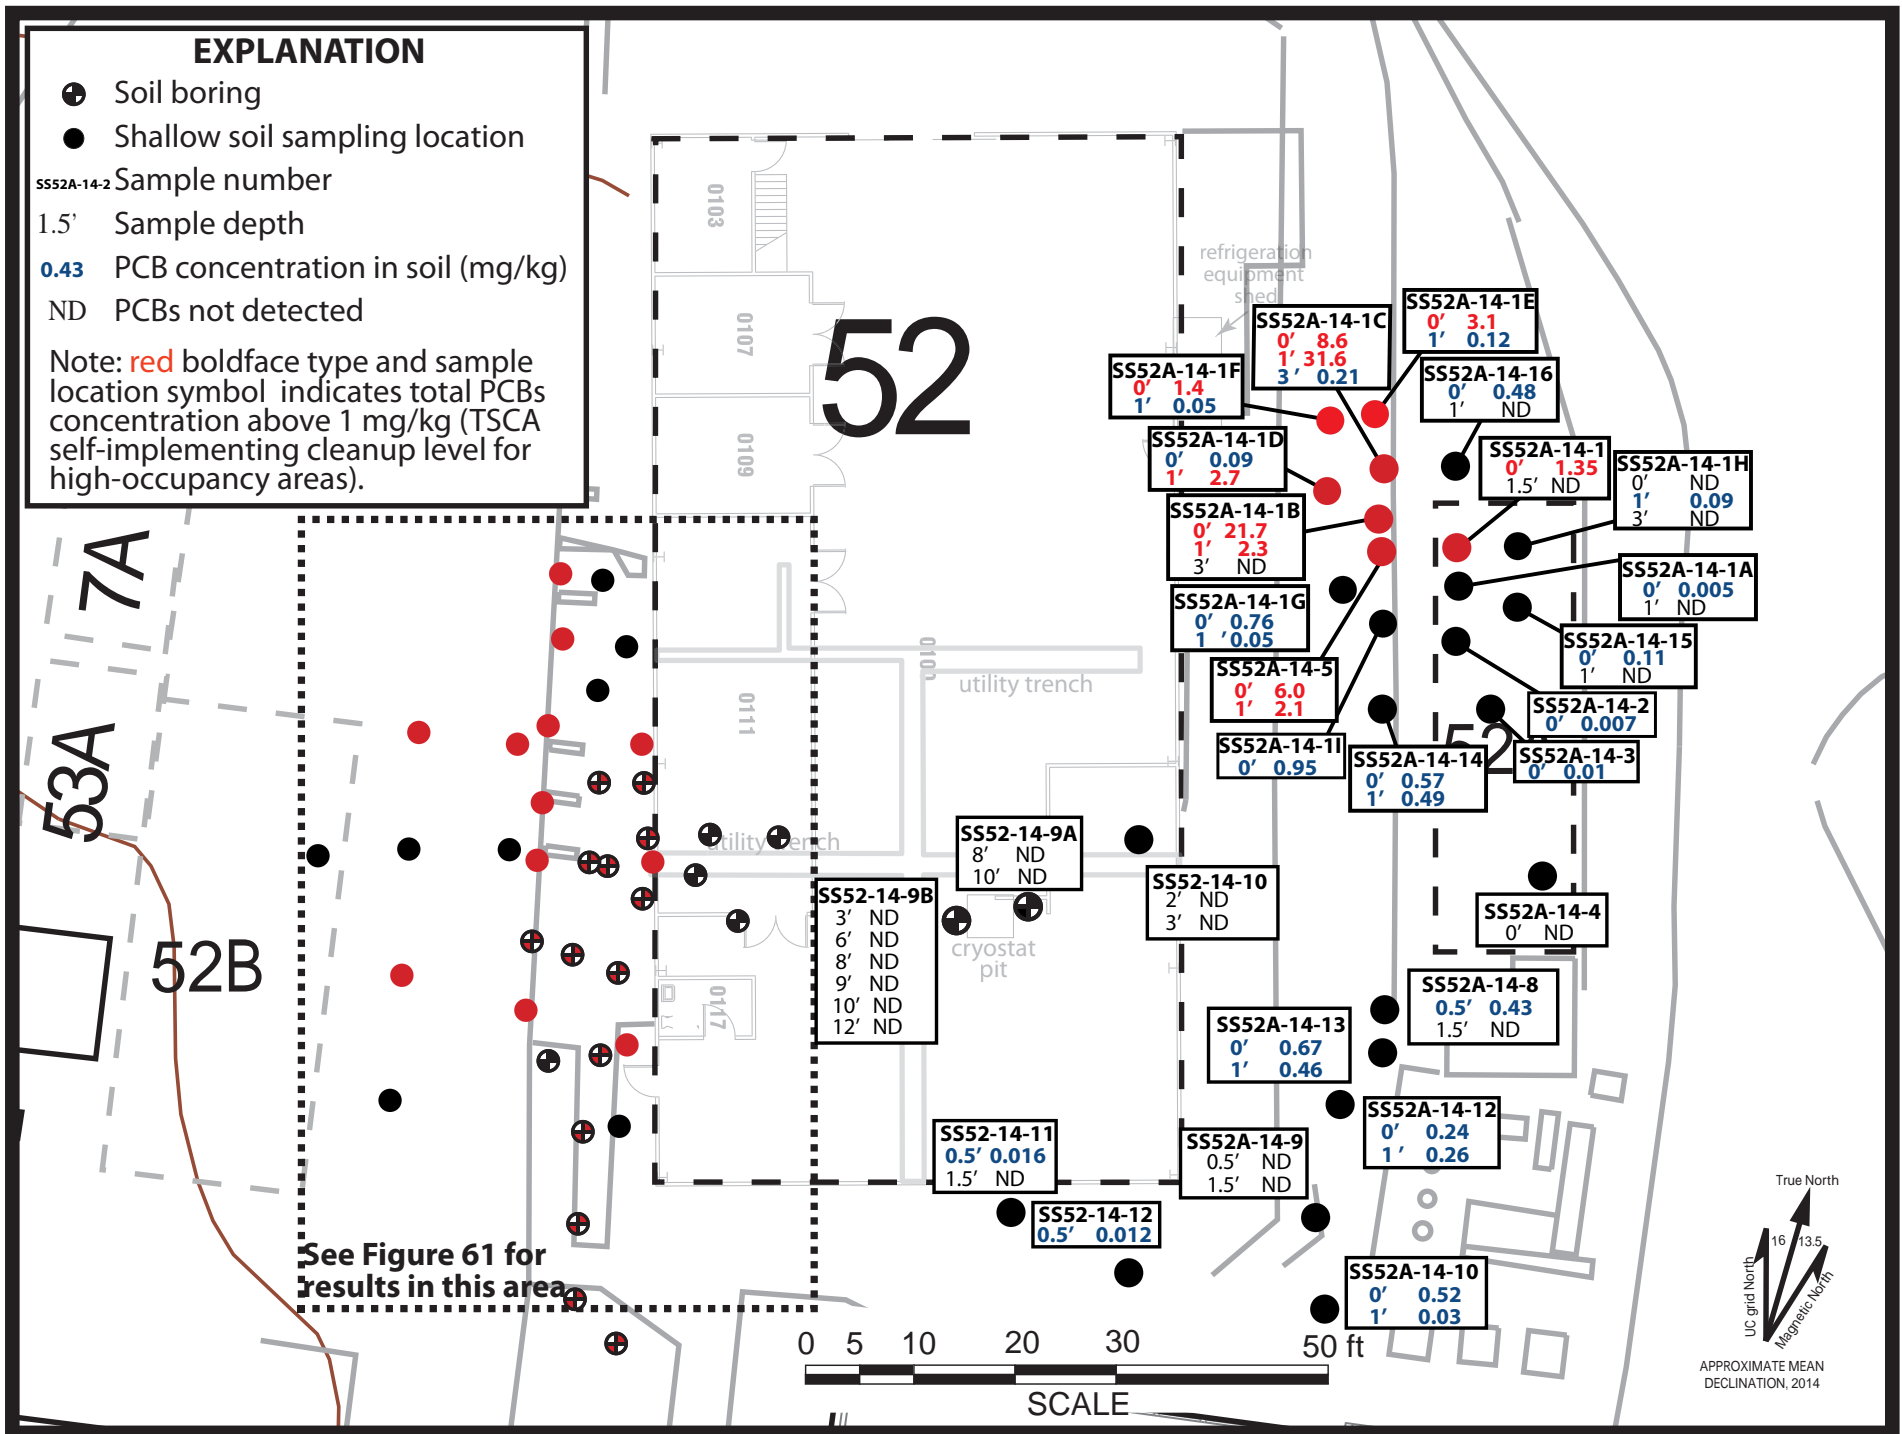 EXPLANATION
Soil boring
Shallow soil sampling location
SS52A-14-2 Sample number
1.5' Sample depth
0.43 PCB concentration in soil (mg/kg)
ND PCBs not detected
Note: red boldface type and sample
location symbol indicates total PCBs
concentration above 1 mg/kg (TSCA
self-implementing cleanup level for
high-occupancy areas).
0103
0107
0109
0111
0117
52
refrigeration
equipment
shed
SS52A-14-1E
0' 3.1
1' 0.12
SS52A-14-1C
0' 8.6
1' 31.6
3' 0.21
SS52A-14-1F
0' 1.4
1' 0.05
SS52A-14-16
0' 0.48
1' ND
SS52A-14-1D
0' 0.09
1' 2.7
SS52A-14-1
0' 1.35
1.5' ND
SS52A-14-1H
0' ND
1' 0.09
3' ND
SS52A-14-1B
0' 21.7
1' 2.3
3' ND
SS52A-14-1A
0' 0.005
1' ND
SS52A-14-1G
0' 0.76
1' 0.05
SS52A-14-15
0' 0.11
1' ND
SS52A-14-5
0' 6.0
1' 2.1
SS52A-14-2
0' 0.007
SS52A-14-1I
0' 0.95
SS52A-14-14
0' 0.57
1' 0.49
SS52A-14-3
0' 0.01
52
7A
53A
52B
utility trench
utility trench
cryostat
pit
SS52-14-9A
8' ND
10' ND
SS52-14-9B
3' ND
6' ND
8' ND
9' ND
10' ND
12' ND
SS52-14-10
2' ND
3' ND
SS52A-14-4
0' ND
SS52A-14-8
0.5' 0.43
1.5' ND
SS52A-14-13
0' 0.67
1' 0.46
SS52A-14-12
0' 0.24
1' 0.26
SS52-14-11
0.5' 0.016
1.5' ND
SS52A-14-9
0.5' ND
1.5' ND
SS52-14-12
0.5' 0.012
SS52A-14-10
0' 0.52
1' 0.03
See Figure 61 for
results in this area
0 5 10 20 30 50 ft
SCALE
True North
16 13.5
UC grid North
Magnetic North
APPROXIMATE MEAN
DECLINATION, 2014